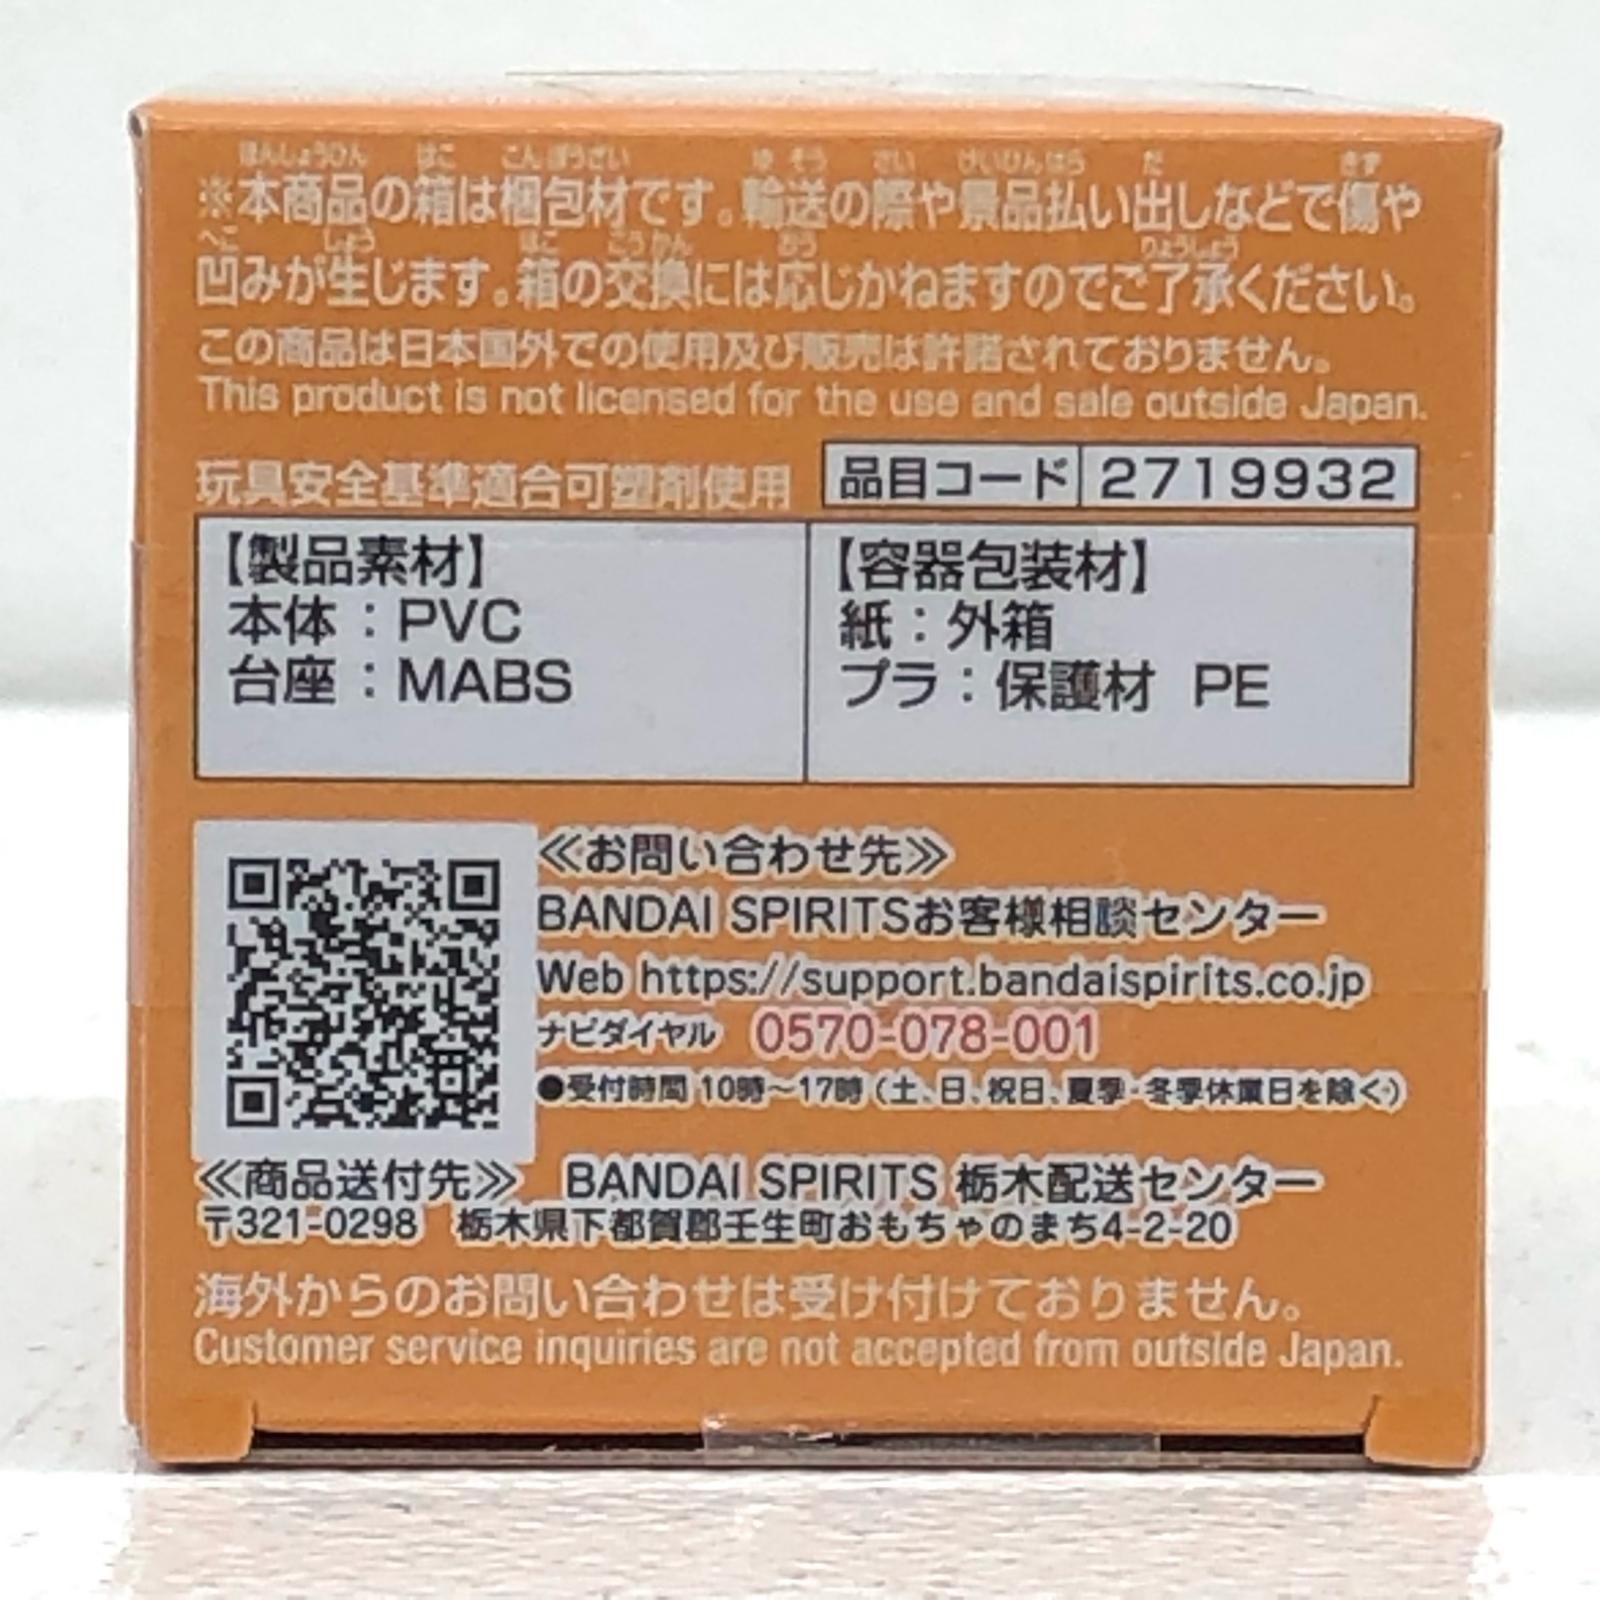 ※本商品の箱は梱包材です。輸送の際や景品払い出しなどで傷や
凹みが生じます。箱の交換には応じかねますのでご了承ください。
この商品は日本国外での使用及び販売は許諾されておりません。
This product is not licensed for the use and sale outside Japan.
玩具安全基準適合可塑剤使用
品目コード 2719932
【製品素材】
本体：PVC
台座：MABS
【容器包装材】
紙：外箱
プラ：保護材 PE
≪お問い合わせ先≫
BANDAI SPIRITSお客様相談センター
Web https://support.bandaispirits.co.jp
ナビダイヤル 0570-078-001
●受付時間 10時～17時（土、日、祝日、夏季・冬季休業日を除く）
≪商品送付先≫ BANDAI SPIRITS 栃木配送センター
〒321-0298 栃木県下都賀郡壬生町おもちゃのまち4-2-20
海外からのお問い合わせは受け付けておりません。
Customer service inquiries are not accepted from outside Japan.